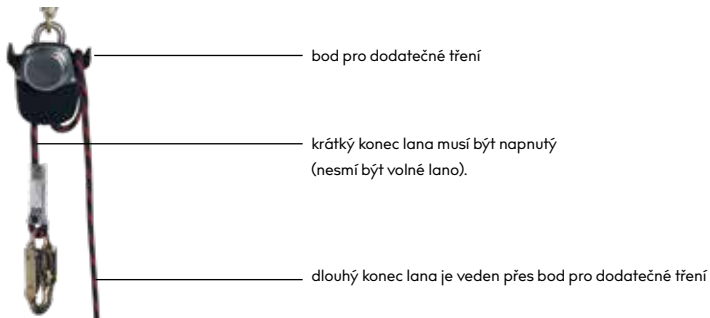 bod pro dodatečné tření
krátký konec lana musí být napnutý
(nesmí být volné lano).
dlouhý konec lana je veden přes bod pro dodatečné tření